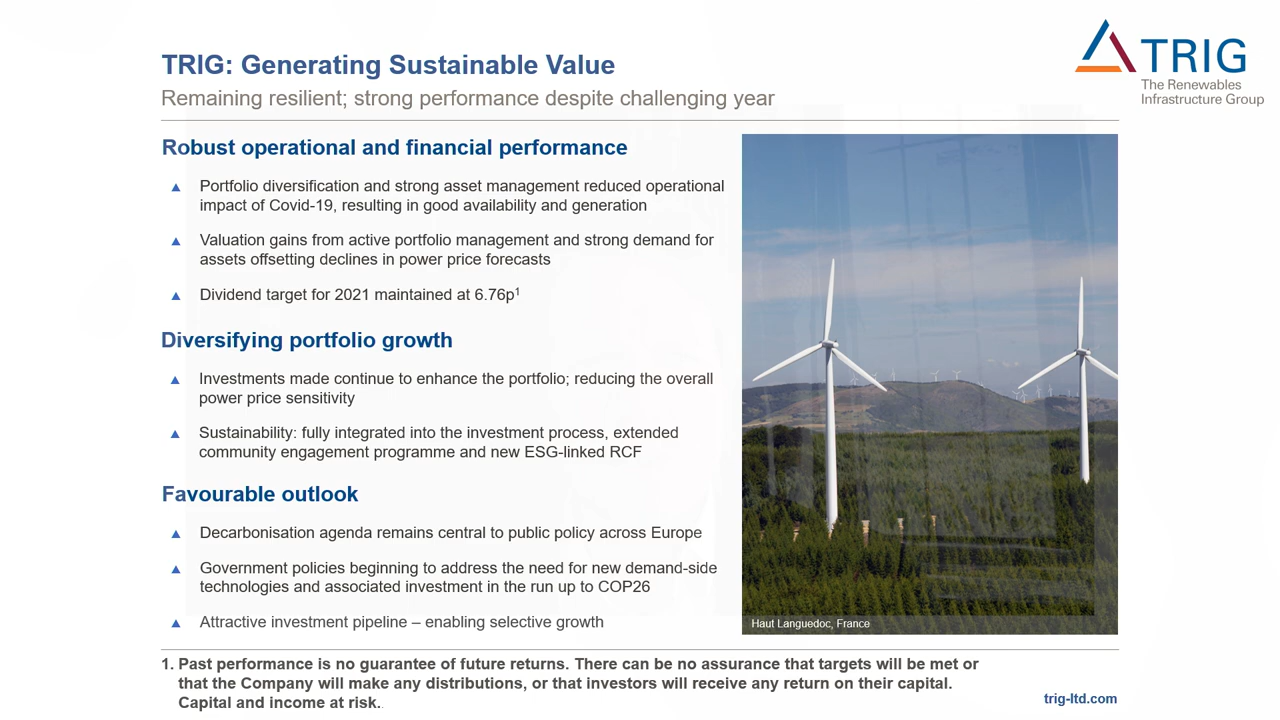 TRIG: Generating Sustainable Value
Remaining resilient; strong performance despite challenging year
TRIG
The Renewables
Infrastructure Group
Robust operational and financial performance
▲ Portfolio diversification and strong asset management reduced operational
impact of Covid-19, resulting in good availability and generation
▲ Valuation gains from active portfolio management and strong demand for
assets offsetting declines in power price forecasts
▲ Dividend target for 2021 maintained at 6.76p¹
Diversifying portfolio growth
▲ Investments made continue to enhance the portfolio; reducing the overall
power price sensitivity
▲ Sustainability: fully integrated into the investment process, extended
community engagement programme and new ESG-linked RCF
Favourable outlook
▲ Decarbonisation agenda remains central to public policy across Europe
▲ Government policies beginning to address the need for new demand-side
technologies and associated investment in the run up to COP26
▲ Attractive investment pipeline – enabling selective growth
Haut Languedoc, France
1. Past performance is no guarantee of future returns. There can be no assurance that targets will be met or
that the Company will make any distributions, or that investors will receive any return on their capital.
Capital and income at risk.
trig-ltd.com